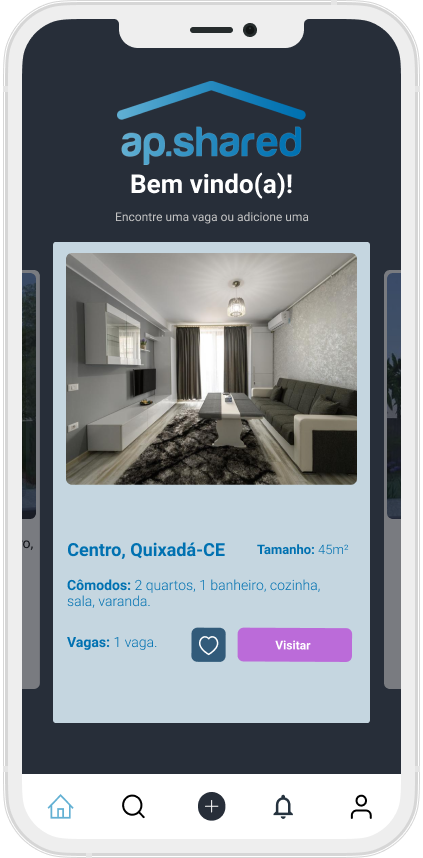 ap.shared
Bem vindo(a)!
Encontre uma vaga ou adicione uma
o,
Centro, Quixadá-CE
Tamanho: 45m²
Cômodos: 2 quartos, 1 banheiro, cozinha,
sala, varanda.
Vagas: 1 vaga.
Visitar